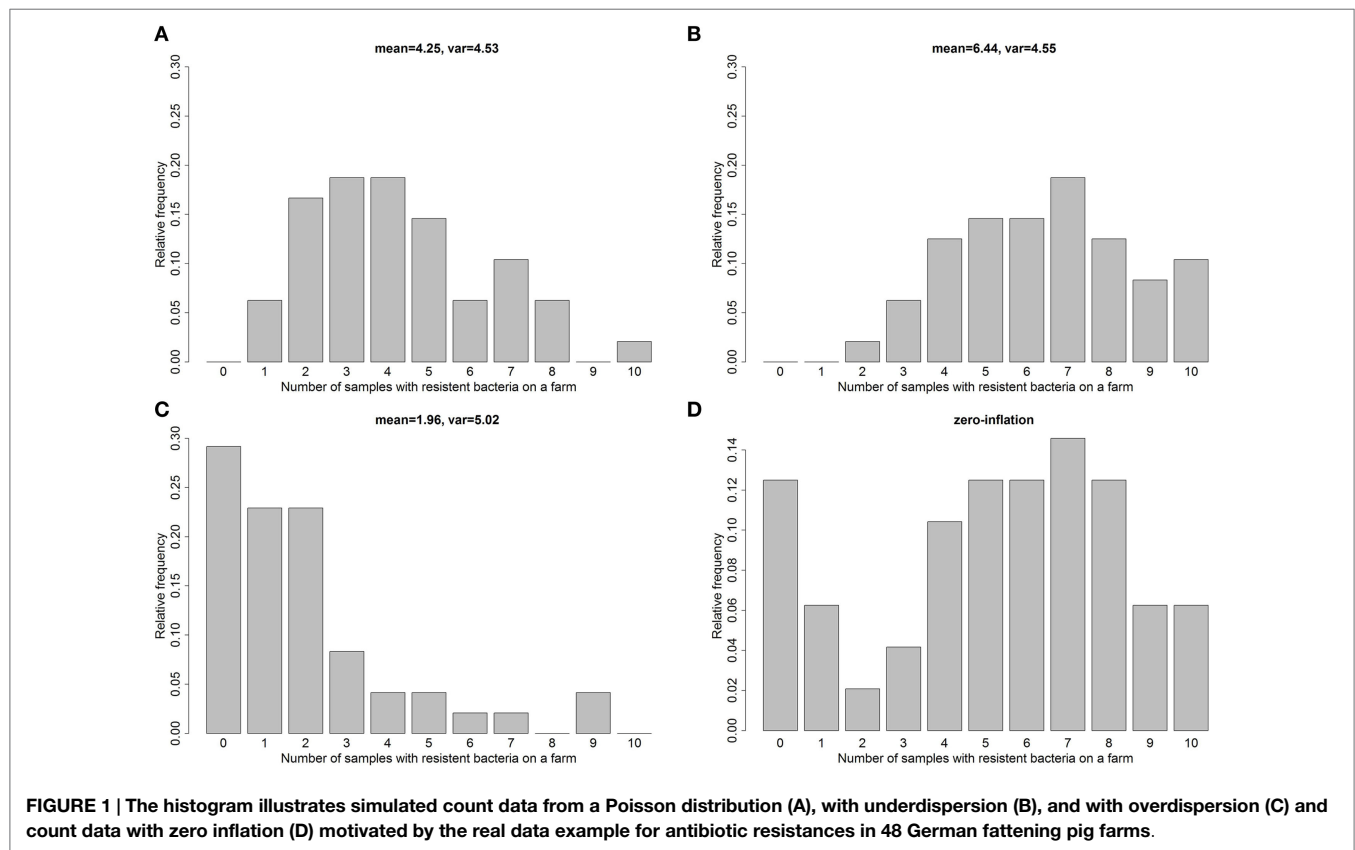 A
mean=4.25, var=4.53
Relative frequency
0.00 0.05 0.10 0.15 0.20 0.25 0.30
0 1 2 3 4 5 6 7 8 9 10
Number of samples with resistent bacteria on a farm
B
mean=6.44, var=4.55
Relative frequency
0.00 0.05 0.10 0.15 0.20 0.25 0.30
0 1 2 3 4 5 6 7 8 9 10
Number of samples with resistent bacteria on a farm
C
mean=1.96, var=5.02
Relative frequency
0.00 0.05 0.10 0.15 0.20 0.25 0.30
0 1 2 3 4 5 6 7 8 9 10
Number of samples with resistent bacteria on a farm
D
zero-inflation
Relative frequency
0.00 0.02 0.04 0.06 0.08 0.10 0.12 0.14
0 1 2 3 4 5 6 7 8 9 10
Number of samples with resistent bacteria on a farm
FIGURE 1 | The histogram illustrates simulated count data from a Poisson distribution (A), with underdispersion (B), and with overdispersion (C) and
count data with zero inflation (D) motivated by the real data example for antibiotic resistances in 48 German fattening pig farms.